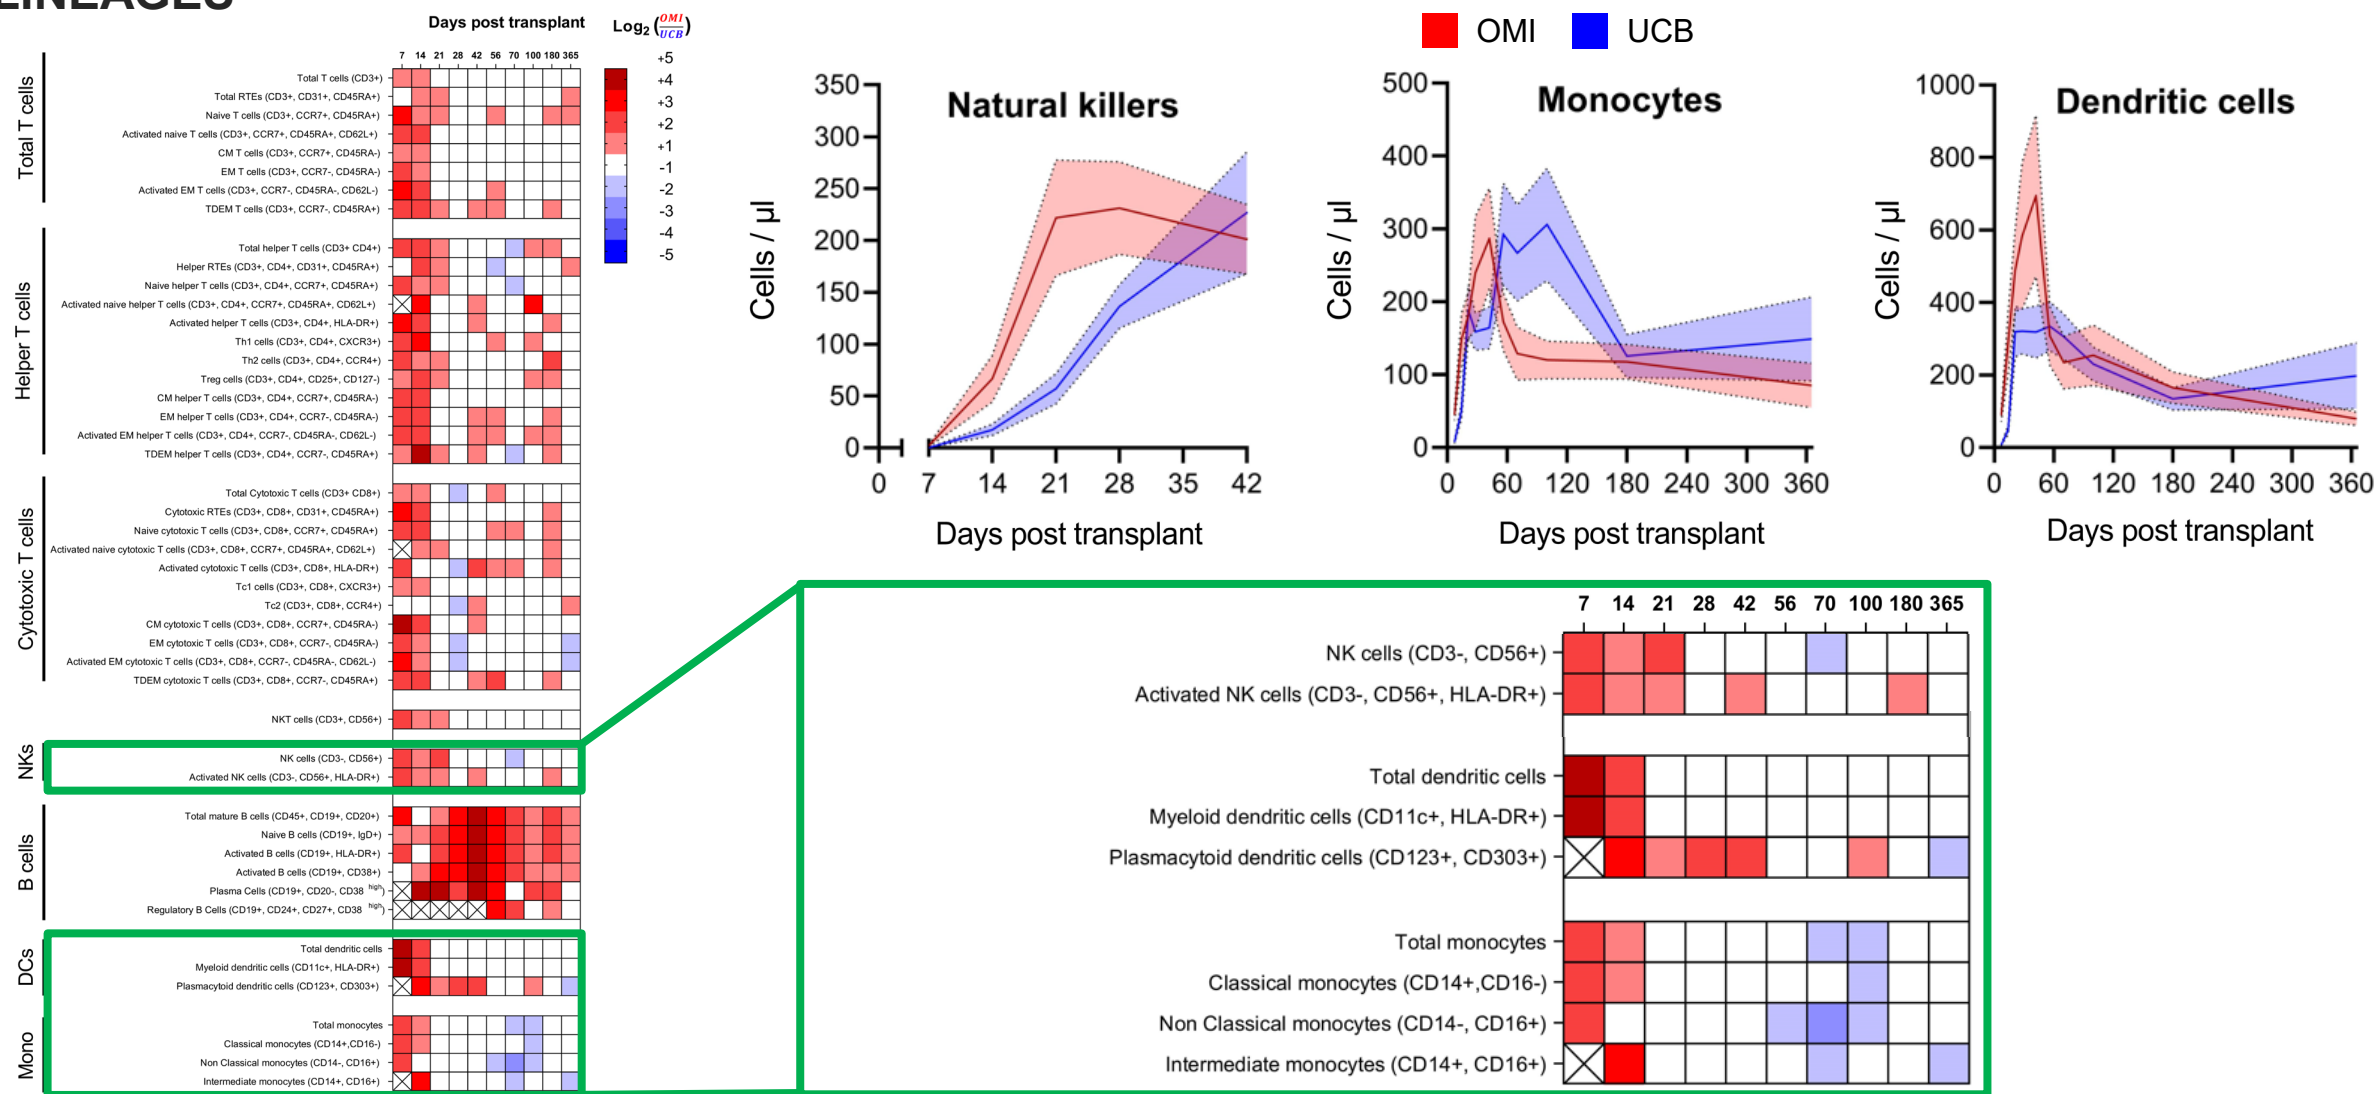 LINEAGES
Days post transplant
Log2 (OMI/UCB)
7 14 21 28 42 56 70 100 180 365
+5
+4
+3
+2
+1
-1
-2
-3
-4
-5
Total T cells
Total T cells (CD3+)
Total RTEs (CD3+, CD31+, CD45RA+)
Naive T cells (CD3+, CCR7+, CD45RA+)
Activated naive T cells (CD3+, CCR7+, CD45RA+, CD62L+)
CM T cells (CD3+, CCR7+, CD45RA-)
EM T cells (CD3+, CCR7-, CD45RA-)
Activated EM T cells (CD3+, CCR7-, CD45RA-, CD62L-)
TDEM T cells (CD3+, CCR7-, CD45RA+)
Helper T cells
Total helper T cells (CD3+ CD4+)
Helper RTEs (CD3+, CD4+, CD31+, CD45RA+)
Naive helper T cells (CD3+, CD4+, CCR7+, CD45RA+)
Activated naive helper T cells (CD3+, CD4+, CCR7+, CD45RA+, CD62L+)
Activated helper T cells (CD3+, CD4+, HLA-DR+)
Th1 cells (CD3+, CD4+, CXCR3+)
Th2 cells (CD3+, CD4+, CCR4+)
Treg cells (CD3+, CD4+, CD25+, CD127-)
CM helper T cells (CD3+, CD4+, CCR7+, CD45RA-)
EM helper T cells (CD3+, CD4+, CCR7-, CD45RA-)
Activated EM helper T cells (CD3+, CD4+, CCR7-, CD45RA-, CD62L-)
TDEM helper T cells (CD3+, CD4+, CCR7-, CD45RA+)
Cytotoxic T cells
Total Cytotoxic T cells (CD3+ CD8+)
Cytotoxic RTEs (CD3+, CD8+, CD31+, CD45RA+)
Naive cytotoxic T cells (CD3+, CD8+, CCR7+, CD45RA+)
Activated naive cytotoxic T cells (CD3+, CD8+, CCR7+, CD45RA+, CD62L+)
Activated cytotoxic T cells (CD3+, CD8+, HLA-DR+)
Tc1 cells (CD3+, CD8+, CXCR3+)
Tc2 (CD3+, CD8+, CCR4+)
CM cytotoxic T cells (CD3+, CD8+, CCR7+, CD45RA-)
EM cytotoxic T cells (CD3+, CD8+, CCR7-, CD45RA-)
Activated EM cytotoxic T cells (CD3+, CD8+, CCR7-, CD45RA-, CD62L-)
TDEM cytotoxic T cells (CD3+, CD8+, CCR7-, CD45RA+)
NKT cells (CD3+, CD56+)
NKs
NK cells (CD3-, CD56+)
Activated NK cells (CD3-, CD56+, HLA-DR+)
B cells
Total mature B cells (CD45+, CD19+, CD20+)
Naive B cells (CD19+, IgD+)
Activated B cells (CD19+, HLA-DR+)
Activated B cells (CD19+, CD38+)
Plasma Cells (CD19+, CD20-, CD38 high)
Regulatory B Cells (CD19+, CD24+, CD27+, CD38 high)
DCs
Total dendritic cells
Myeloid dendritic cells (CD11c+, HLA-DR+)
Plasmacytoid dendritic cells (CD123+, CD303+)
Mono
Total monocytes
Classical monocytes (CD14+,CD16-)
Non Classical monocytes (CD14-, CD16+)
Intermediate monocytes (CD14+, CD16+)
OMI UCB
Natural killers
Cells / µl
350
300
250
200
150
100
50
0
0 7 14 21 28 35 42
Days post transplant
Monocytes
Cells / µl
500
400
300
200
100
0
0 60 120 180 240 300 360
Days post transplant
Dendritic cells
Cells / µl
1000
800
600
400
200
0
0 60 120 180 240 300 360
Days post transplant
7 14 21 28 42 56 70 100 180 365
NK cells (CD3-, CD56+)
Activated NK cells (CD3-, CD56+, HLA-DR+)
Total dendritic cells
Myeloid dendritic cells (CD11c+, HLA-DR+)
Plasmacytoid dendritic cells (CD123+, CD303+)
Total monocytes
Classical monocytes (CD14+,CD16-)
Non Classical monocytes (CD14-, CD16+)
Intermediate monocytes (CD14+, CD16+)